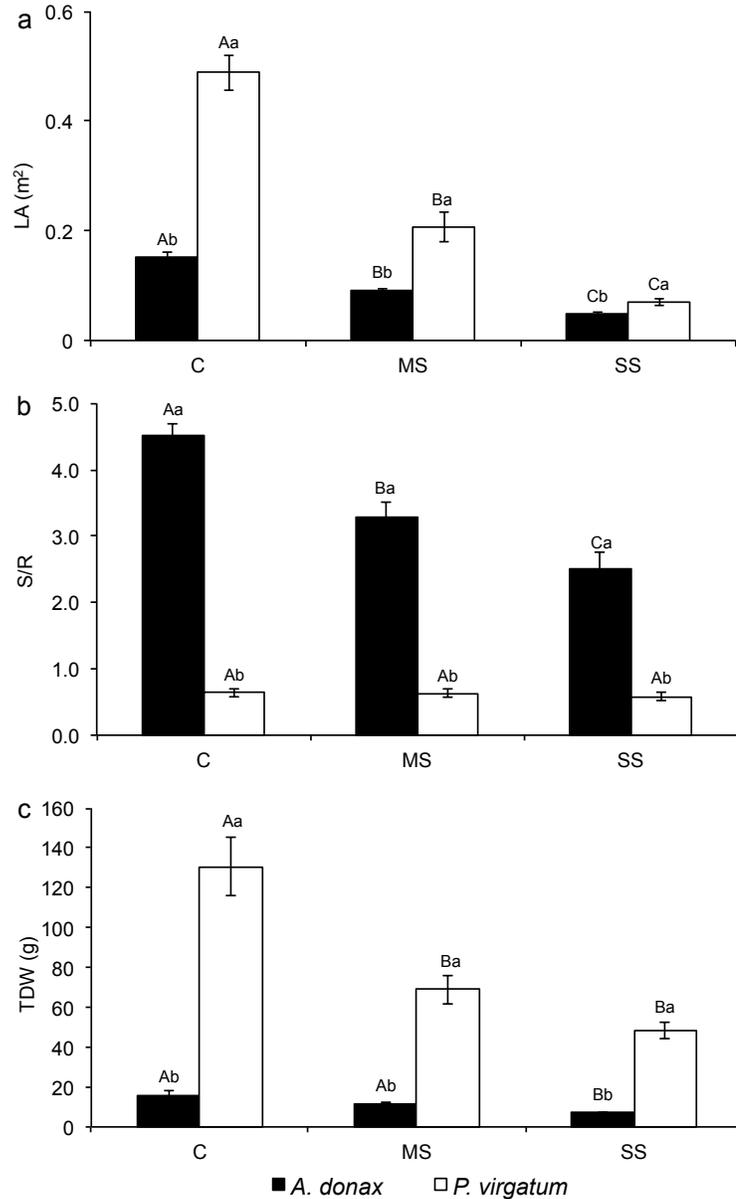 a
0.6
Aa
0.4
LA (m²)
Ba
0.2
Ab
Bb
Cb
Ca
0
C
MS
SS
b
5.0
Aa
4.0
Ba
3.0
Ca
S/R
2.0
1.0
Ab
Ab
Ab
0.0
C
MS
SS
c
160
Aa
140
120
100
TDW (g)
80
Ba
60
Ba
40
20
Ab
Ab
Bb
0
C
MS
SS
A. donax P. virgatum